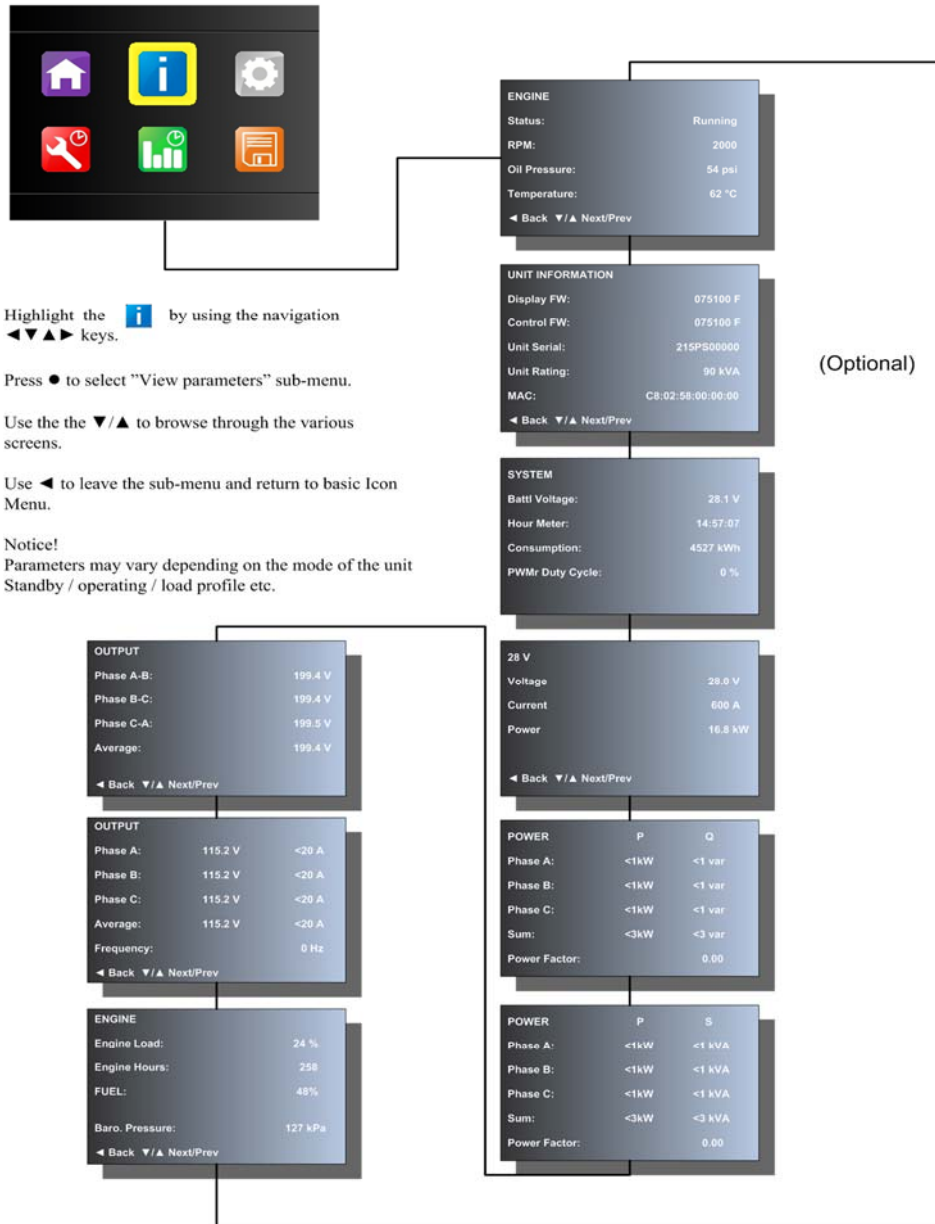 Highlight the i by using the navigation
◄▼▲► keys.
Press ● to select ”View parameters” sub-menu.
Use the the ▼/▲ to browse through the various
screens.
Use ◄ to leave the sub-menu and return to basic Icon
Menu.
Notice!
Parameters may vary depending on the mode of the unit
Standby / operating / load profile etc.
ENGINE
Status: Running
RPM: 2000
Oil Pressure: 54 psi
Temperature: 62 °C
◄ Back ▼/▲ Next/Prev
UNIT INFORMATION
Display FW: 075100 F
Control FW: 075100 F
Unit Serial: 215PS00000
Unit Rating: 90 kVA
MAC: C8:02:58:00:00:00
◄ Back ▼/▲ Next/Prev
(Optional)
SYSTEM
Battl Voltage: 28.1 V
Hour Meter: 14:57:07
Consumption: 4527 kWh
PWMr Duty Cycle: 0 %
28 V
Voltage 28.0 V
Current 600 A
Power 16.8 kW
◄ Back ▼/▲ Next/Prev
POWER P Q
Phase A: <1kW <1 var
Phase B: <1kW <1 var
Phase C: <1kW <1 var
Sum: <3kW <3 var
Power Factor: 0.00
POWER P S
Phase A: <1kW <1 kVA
Phase B: <1kW <1 kVA
Phase C: <1kW <1 kVA
Sum: <3kW <3 kVA
Power Factor: 0.00
OUTPUT
Phase A-B: 199.4 V
Phase B-C: 199.4 V
Phase C-A: 199.5 V
Average: 199.4 V
◄ Back ▼/▲ Next/Prev
OUTPUT
Phase A: 115.2 V <20 A
Phase B: 115.2 V <20 A
Phase C: 115.2 V <20 A
Average: 115.2 V <20 A
Frequency: 0 Hz
◄ Back ▼/▲ Next/Prev
ENGINE
Engine Load: 24 %
Engine Hours: 258
FUEL: 48%
Baro. Pressure: 127 kPa
◄ Back ▼/▲ Next/Prev